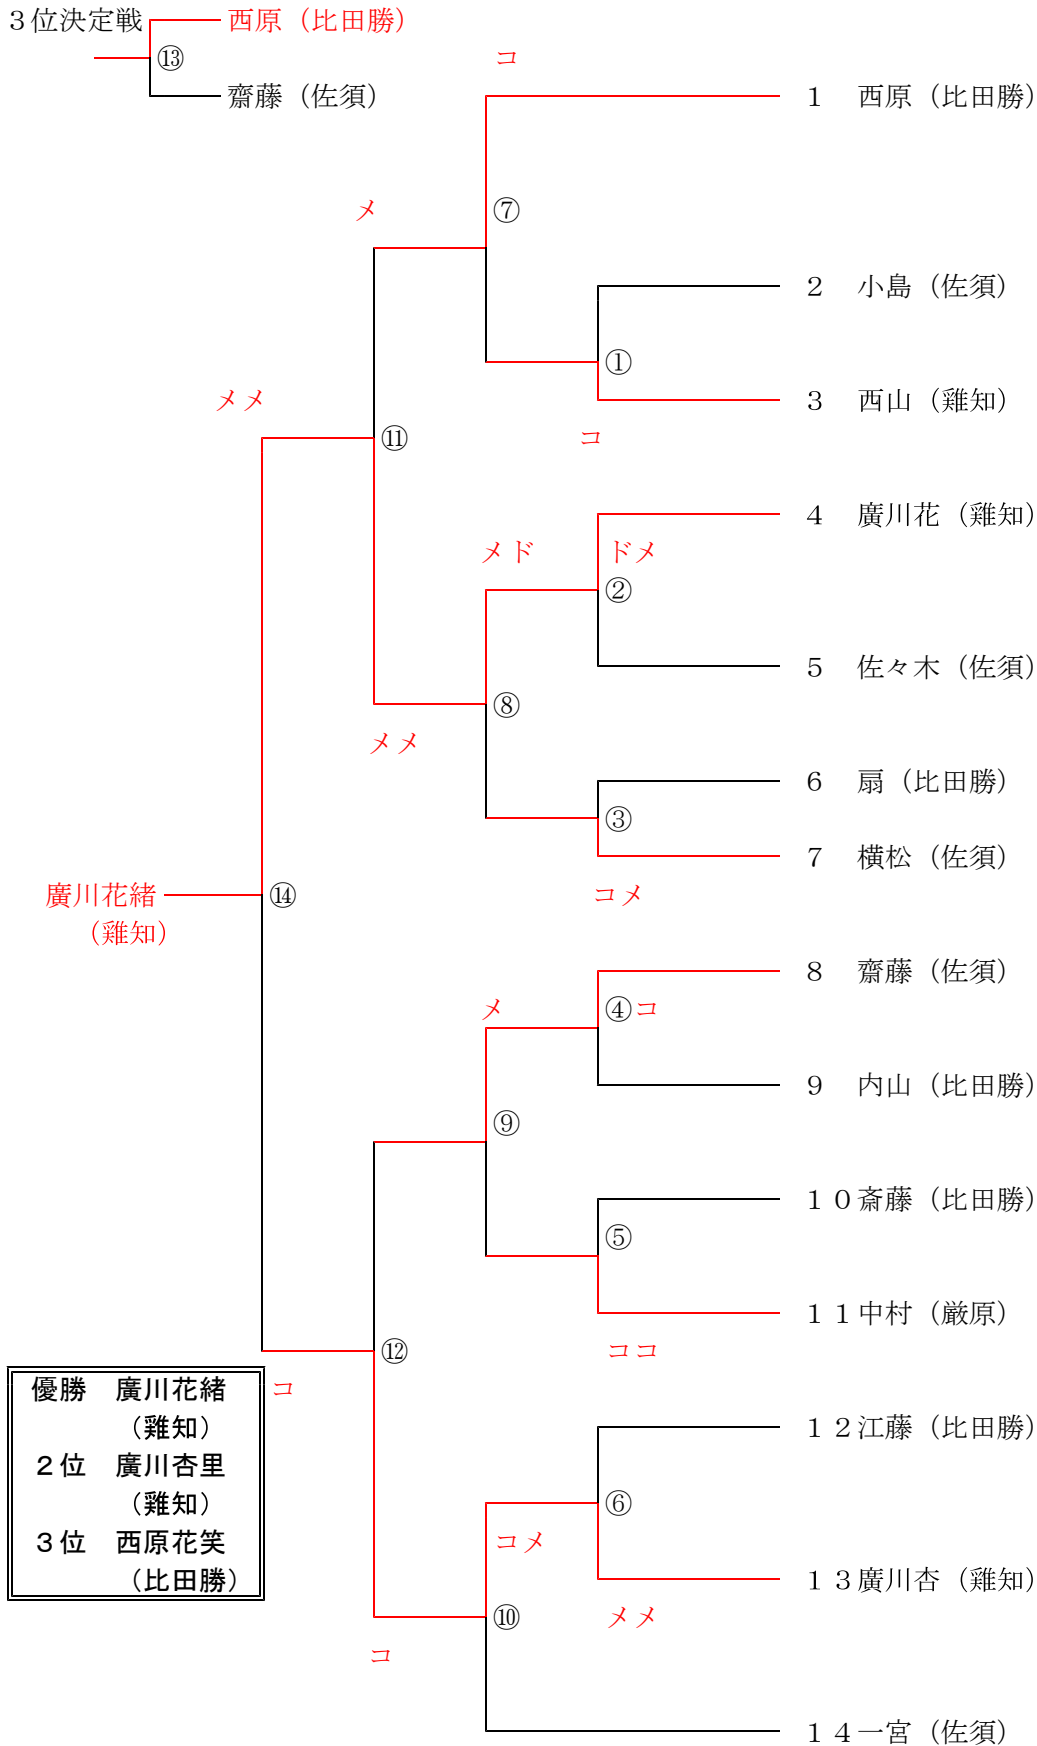 ３位決定戦
西原（比田勝）
⑬
齋藤（佐須）
コ
１　西原（比田勝）
メ
⑦
２　小島（佐須）
①
３　西山（雞知）
メメ
⑪
コ
４　廣川花（雞知）
メド
ドメ
②
５　佐々木（佐須）
⑧
メメ
６　扇（比田勝）
③
７　横松（佐須）
コメ
廣川花緒
（雞知）
⑭
８　齋藤（佐須）
メ
④コ
９　内山（比田勝）
⑨
１０斎藤（比田勝）
⑤
１１中村（厳原）
⑫
ココ
コ
１２江藤（比田勝）
⑥
コメ
１３廣川杏（雞知）
⑩
メメ
コ
１４一宮（佐須）
優勝　廣川花緒
（雞知）
２位　廣川杏里
（雞知）
３位　西原花笑
（比田勝）